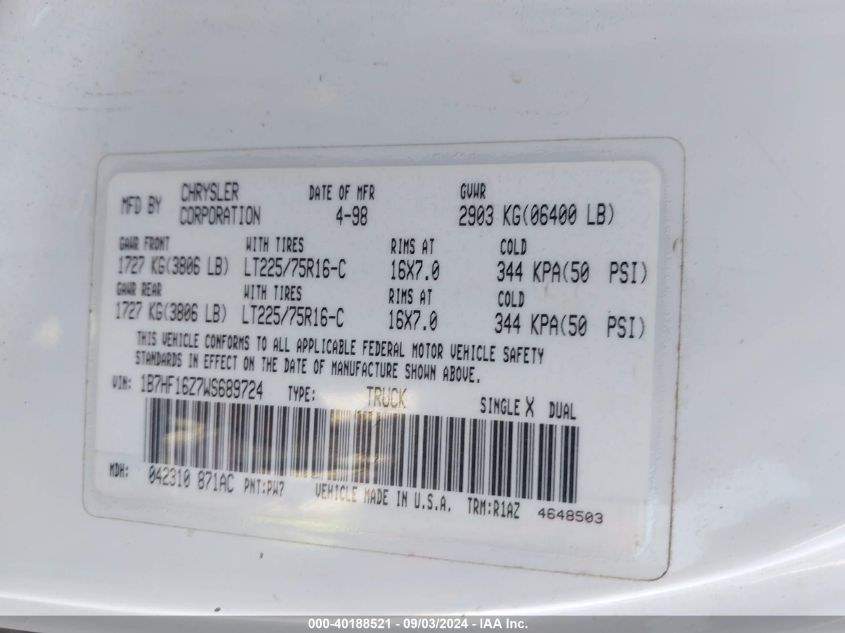 MFD BY CHRYSLER CORPORATION DATE OF MFR 4-98 GVWR 2903 KG(06400 LB)
GAWR FRONT WITH TIRES RIMS AT COLD
1727 KG(3806 LB) LT225/75R16-C 16X7.0 344 KPA(50 PSI)
GAWR REAR WITH TIRES RIMS AT COLD
1727 KG(3806 LB) LT225/75R16-C 16X7.0 344 KPA(50 PSI)
THIS VEHICLE CONFORMS TO ALL APPLICABLE FEDERAL MOTOR VEHICLE SAFETY
STANDARDS IN EFFECT ON THE DATE OF MANUFACTURE SHOWN ABOVE.
VIN: 1B7HF16Z7WS689724 TYPE: TRUCK SINGLE X DUAL
MDH: 042310 871AC PNT:PW7 VEHICLE MADE IN U.S.A. TRM:R1AZ 4648503
000-40188521 - 09/03/2024 - IAA Inc.